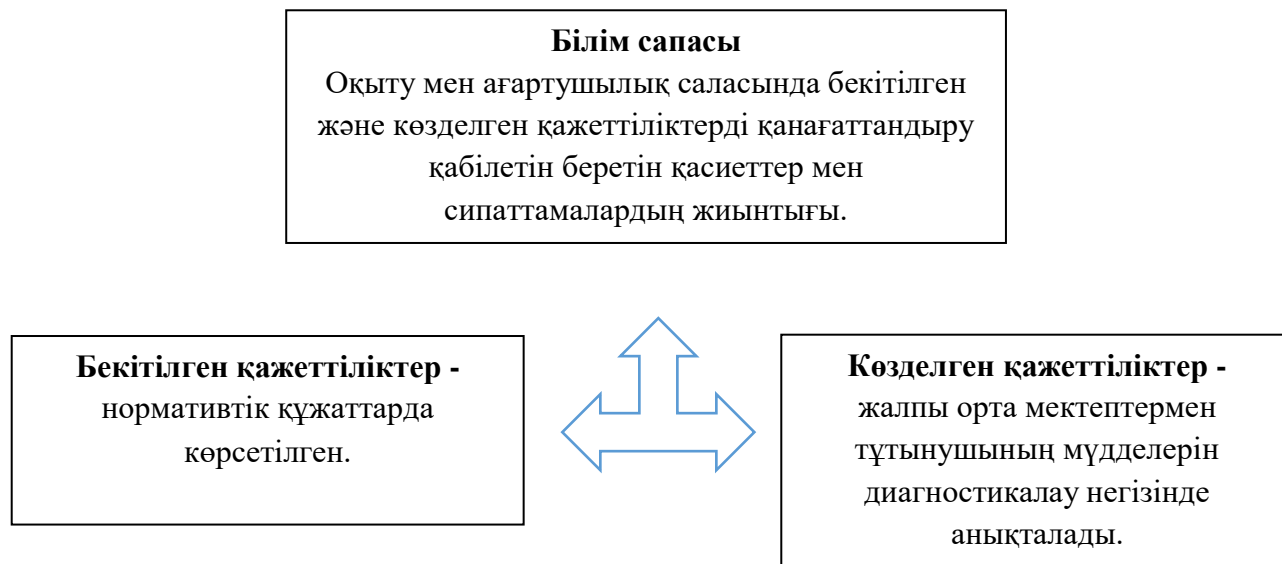 Білім сапасы
Оқыту мен ағартушылық саласында бекітілген
және көзделген қажеттіліктерді қанағаттандыру
қабілетін беретін қасиеттер мен
сипаттамалардың жиынтығы.
Бекітілген қажеттіліктер -
нормативтік құжаттарда
көрсетілген.
Көзделген қажеттіліктер -
жалпы орта мектептермен
тұтынушының мүдделерін
диагностикалау негізінде
анықталады.